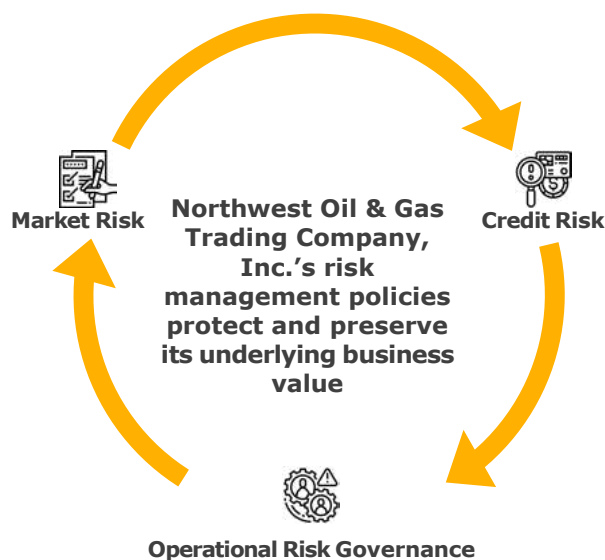 Market Risk
Northwest Oil & Gas
Trading Company,
Inc.’s risk
management policies
protect and preserve
its underlying business
value
Credit Risk
Operational Risk Governance